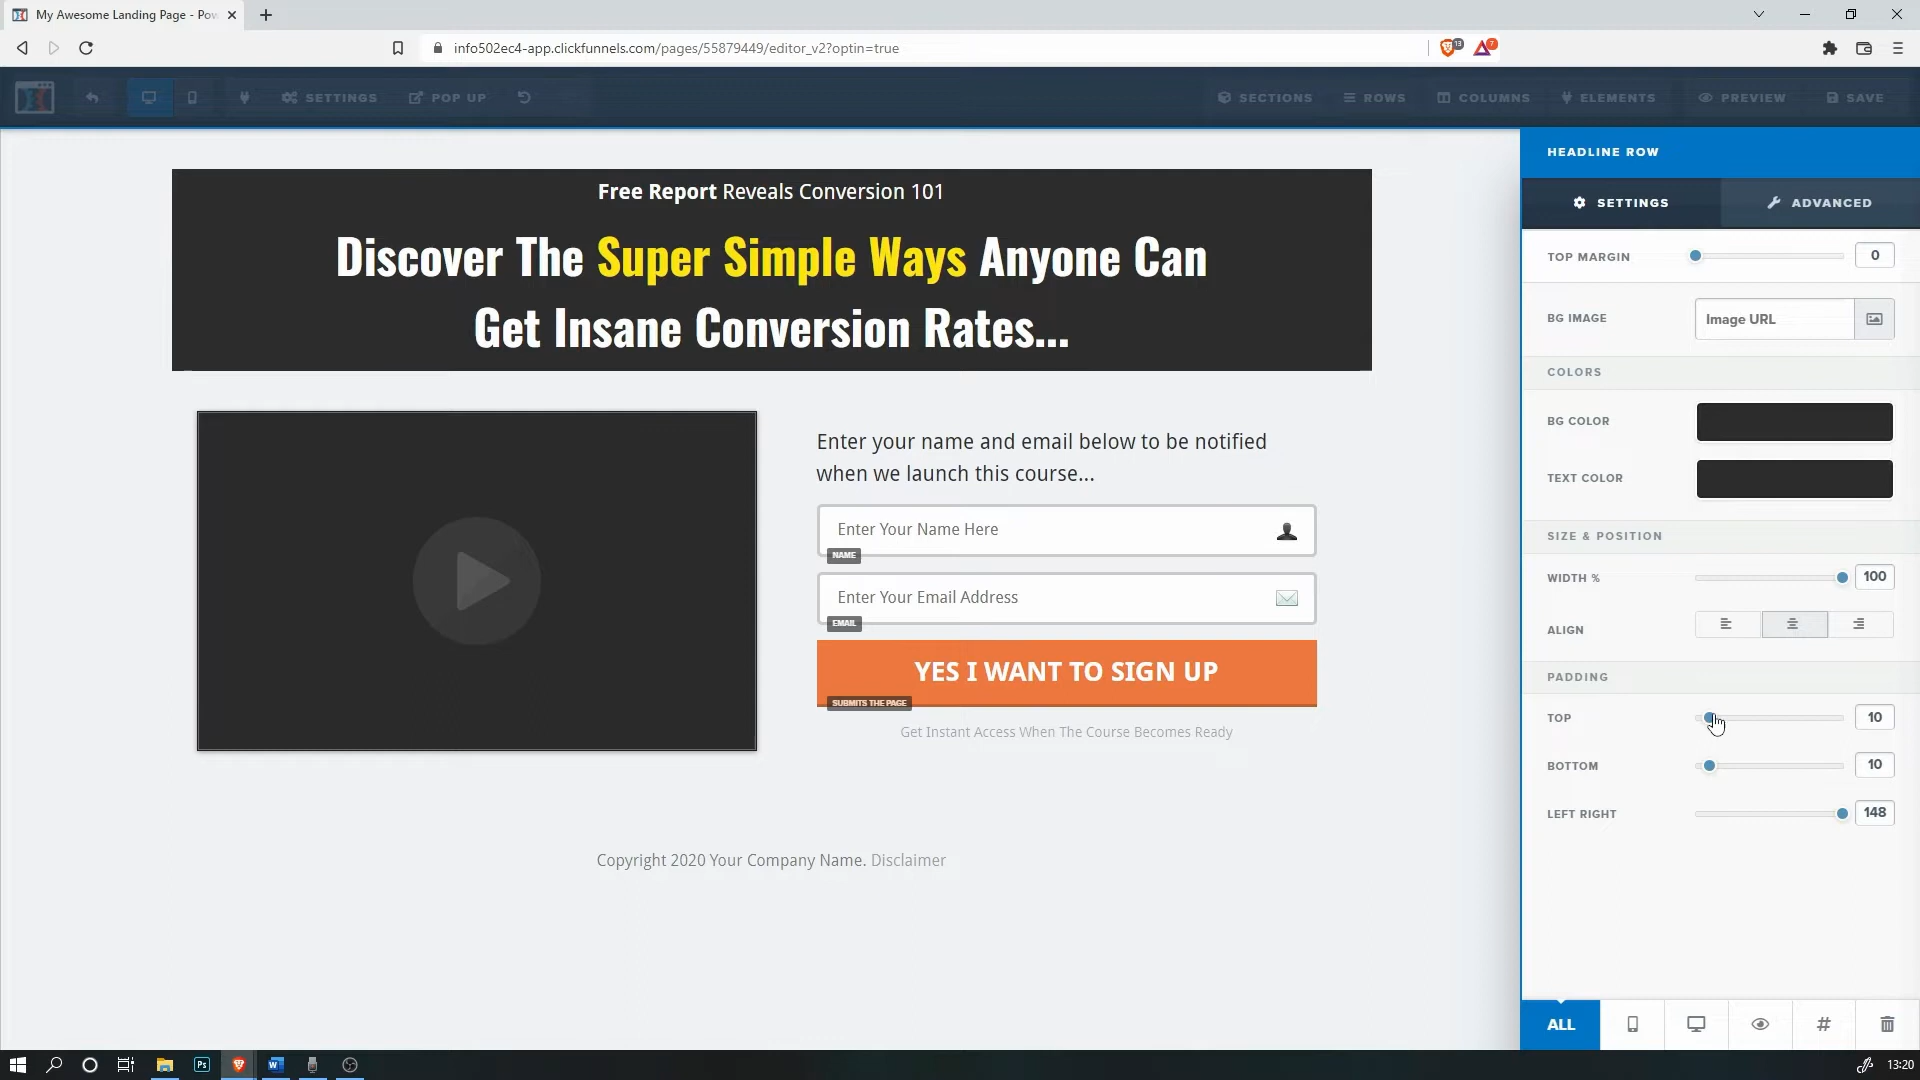 My Awesome Landing Page - Pow
info502ec4-app.clickfunnels.com/pages/55879449/editor_v2?optin=true
13
7
SETTINGS
POP UP
SECTIONS
ROWS
COLUMNS
ELEMENTS
PREVIEW
SAVE
Free Report Reveals Conversion 101
Discover The Super Simple Ways Anyone Can
Get Insane Conversion Rates...
Enter your name and email below to be notified
when we launch this course...
Enter Your Name Here
NAME
Enter Your Email Address
EMAIL
YES I WANT TO SIGN UP
SUBMITS THE PAGE
Get Instant Access When The Course Becomes Ready
Copyright 2020 Your Company Name. Disclaimer
HEADLINE ROW
SETTINGS
ADVANCED
TOP MARGIN
0
BG IMAGE
Image URL
COLORS
BG COLOR
TEXT COLOR
SIZE & POSITION
WIDTH %
100
ALIGN
PADDING
TOP
10
BOTTOM
10
LEFT RIGHT
148
ALL
#
Ps
W
13:20